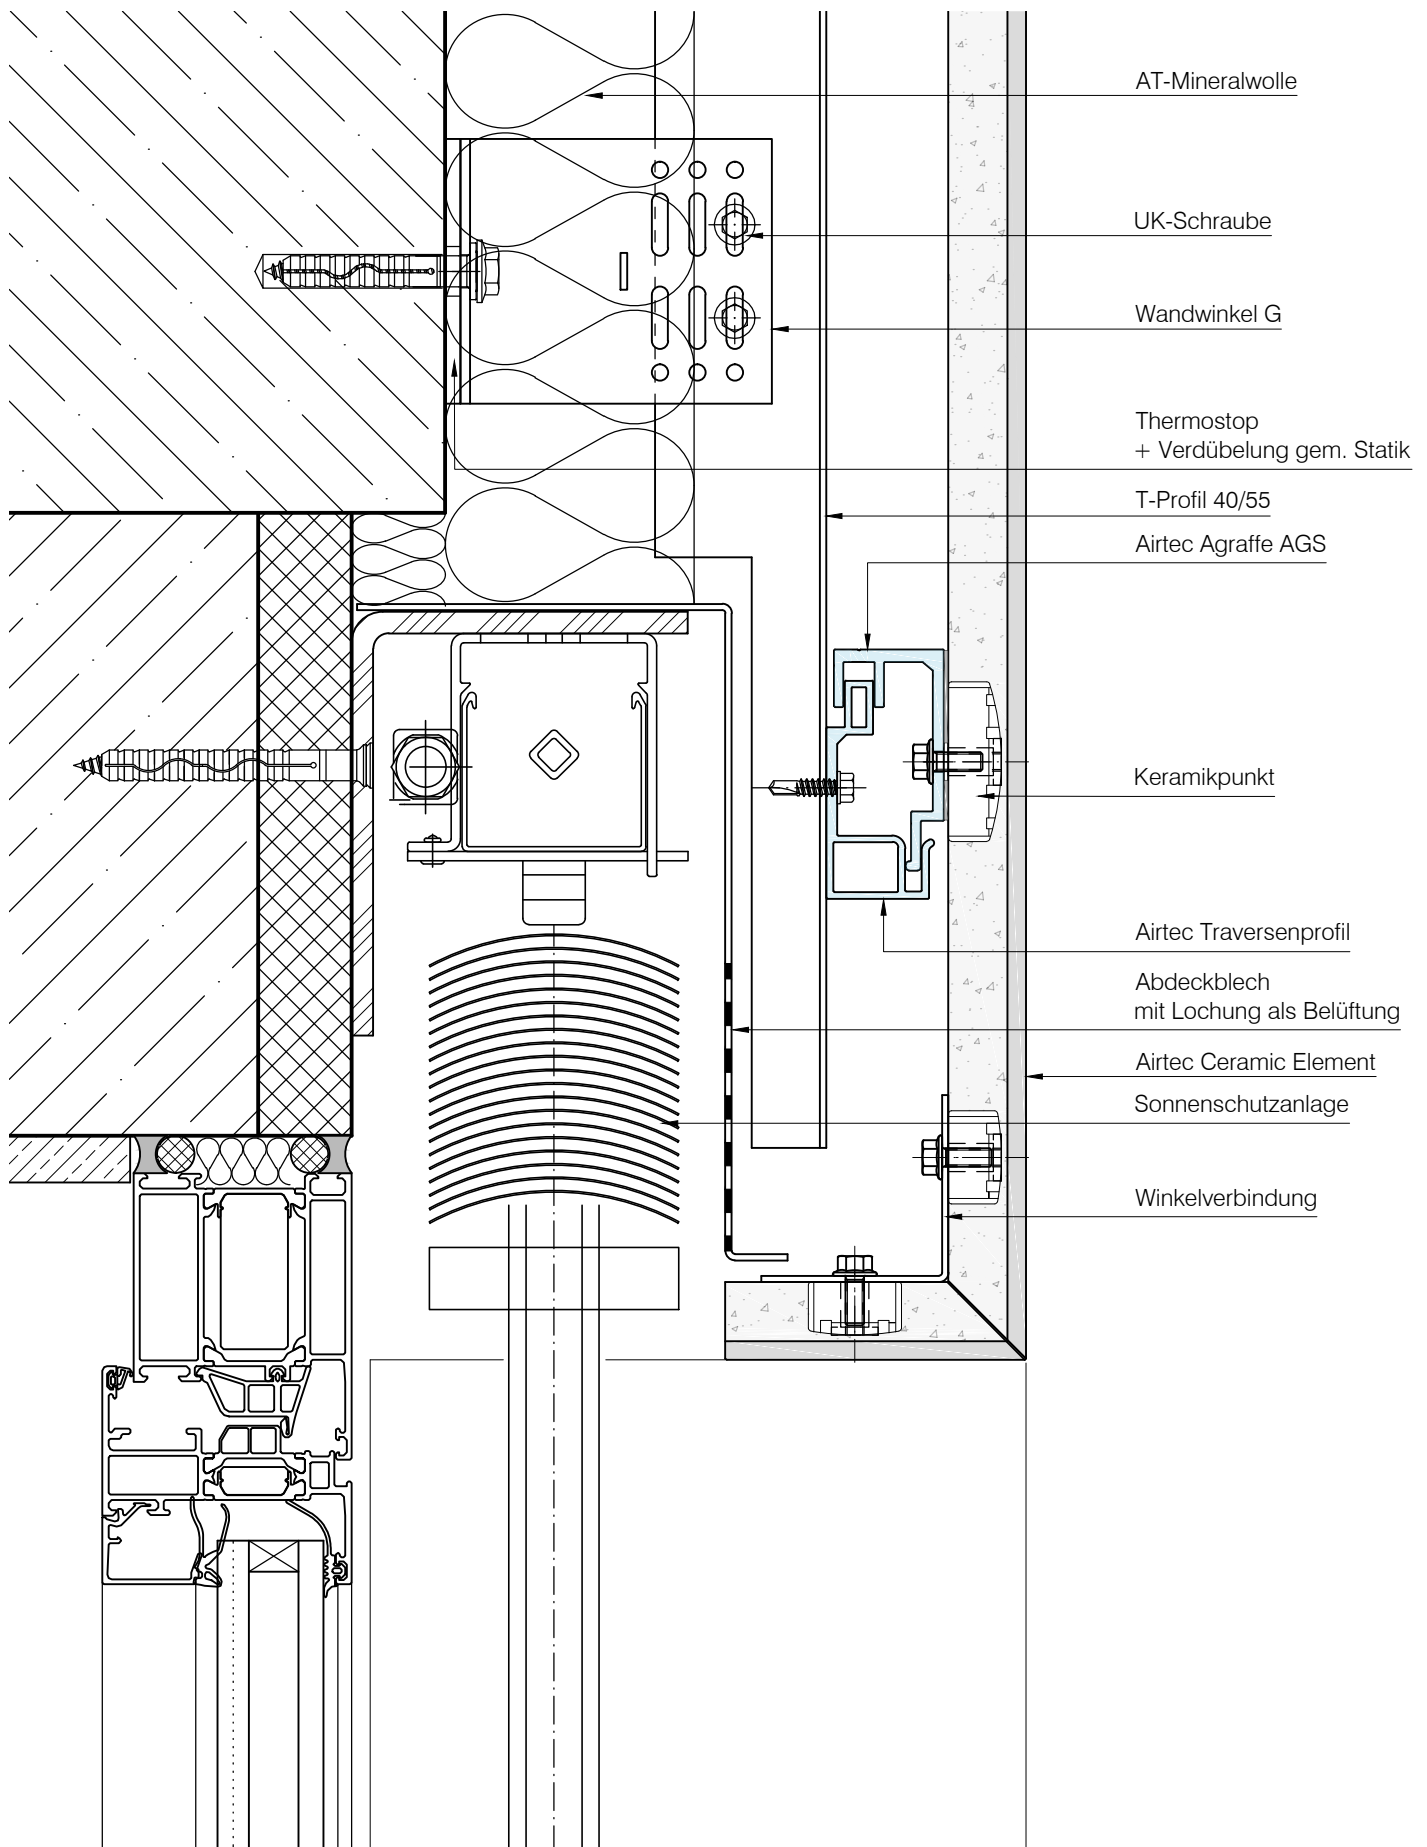 AT-Mineralwolle
UK-Schraube
Wandwinkel G
Thermostop
+ Verdübelung gem. Statik
T-Profil 40/55
Airtec Agraffe AGS
Keramikpunkt
Airtec Traversenprofil
Abdeckblech
mit Lochung als Belüftung
Airtec Ceramic Element
Sonnenschutzanlage
Winkelverbindung